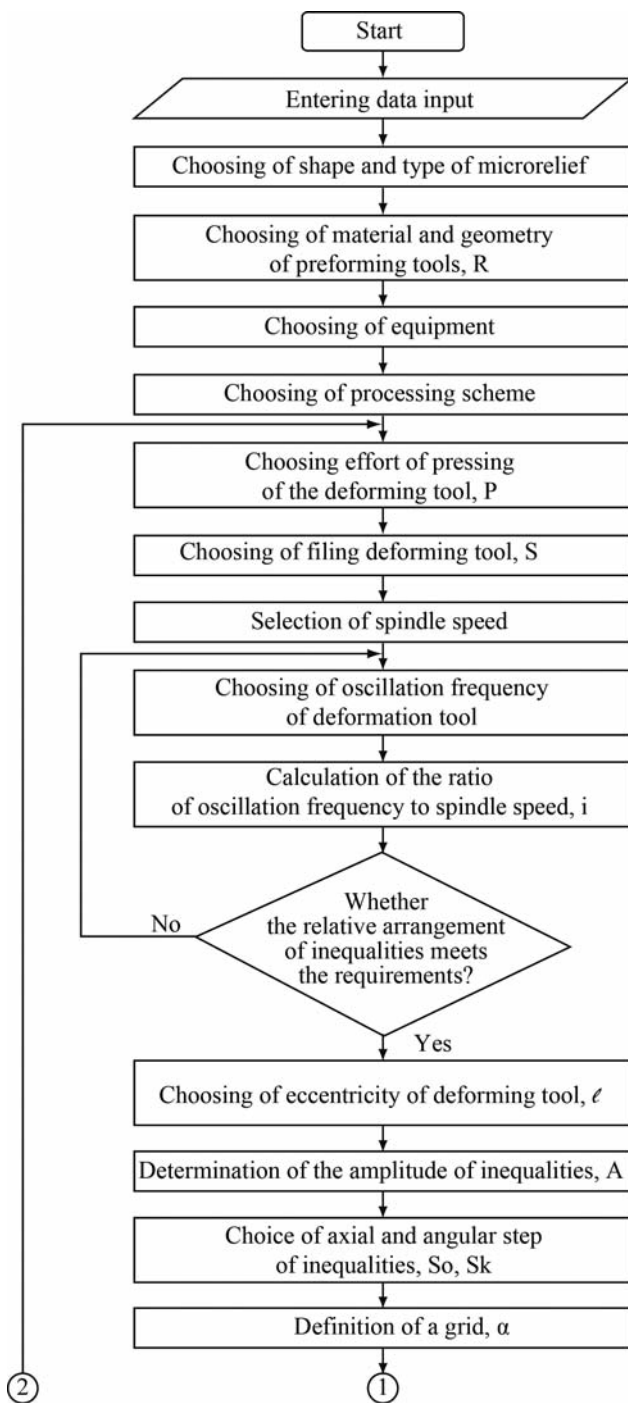 Start
Entering data input
Choosing of shape and type of microrelief
Choosing of material and geometry
of preforming tools, R
Choosing of equipment
Choosing of processing scheme
Choosing effort of pressing
of the deforming tool, P
Choosing of filing deforming tool, S
Selection of spindle speed
Choosing of oscillation frequency
of deformation tool
Calculation of the ratio
of oscillation frequency to spindle speed, i
Whether
the relative arrangement
of inequalities meets
the requirements?
No
Yes
Choosing of eccentricity of deforming tool, ℓ
Determination of the amplitude of inequalities, A
Choice of axial and angular step
of inequalities, So, Sk
Definition of a grid, α
2
1